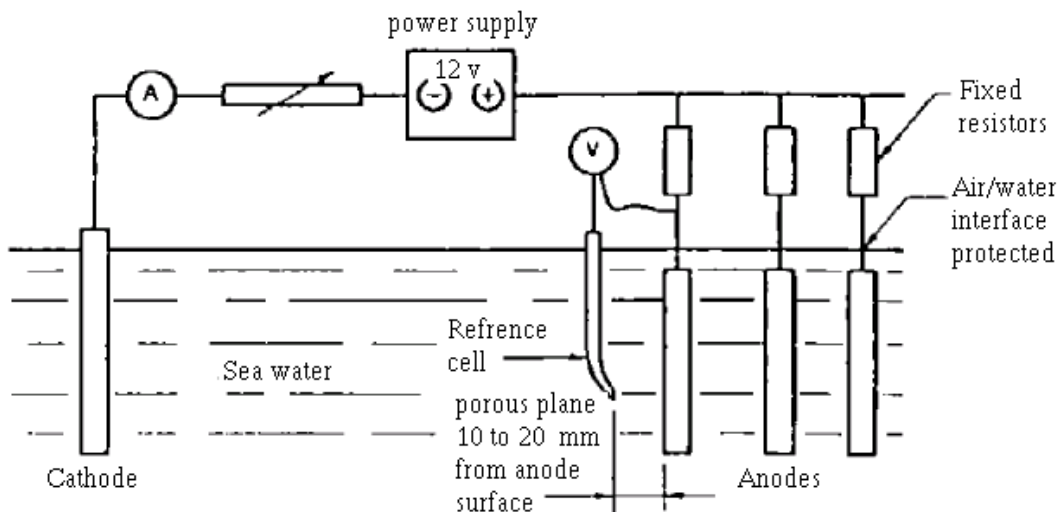 power supply
12 v
A
− +
Fixed
resistors
V
Air/water
interface
protected
Refrence
cell
Sea water
porous plane
10 to 20 mm
from anode
surface
Cathode
Anodes